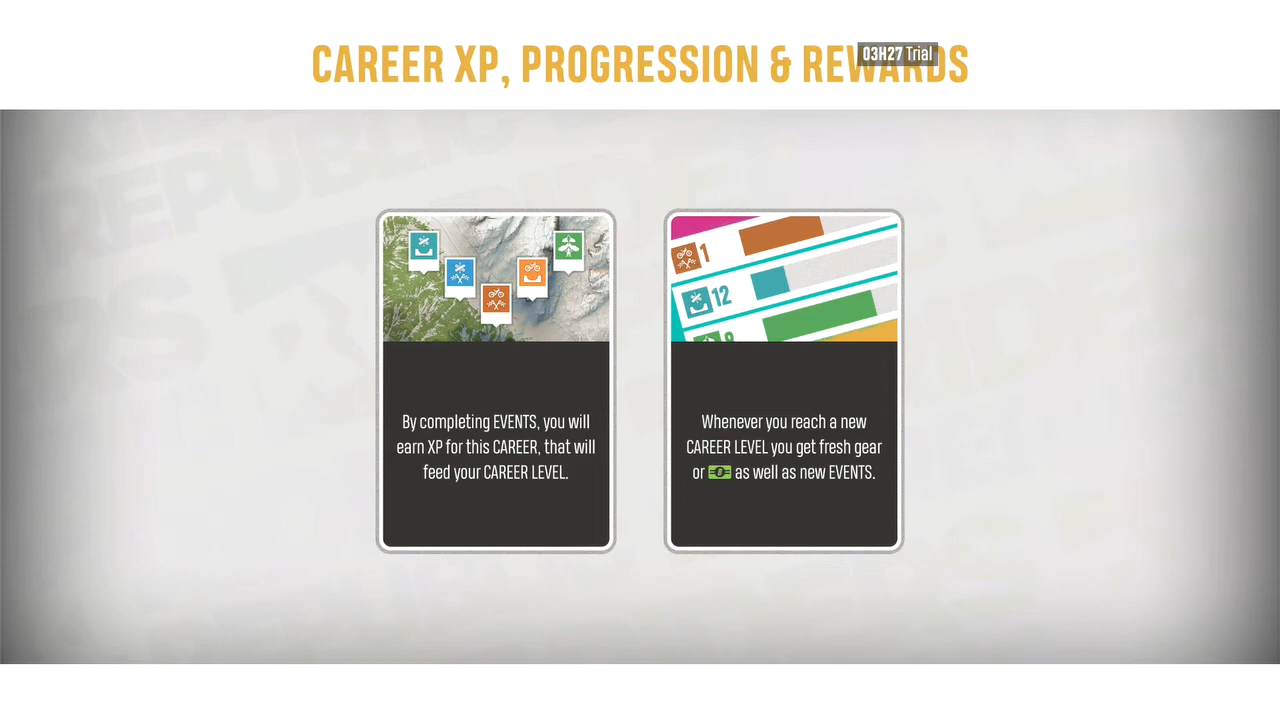 CAREER XP, PROGRESSION & REWARDS
03H27 Trial
REPUBLIC
1
12
By completing EVENTS, you will
earn XP for this CAREER, that will
feed your CAREER LEVEL.
Whenever you reach a new
CAREER LEVEL you get fresh gear
or as well as new EVENTS.